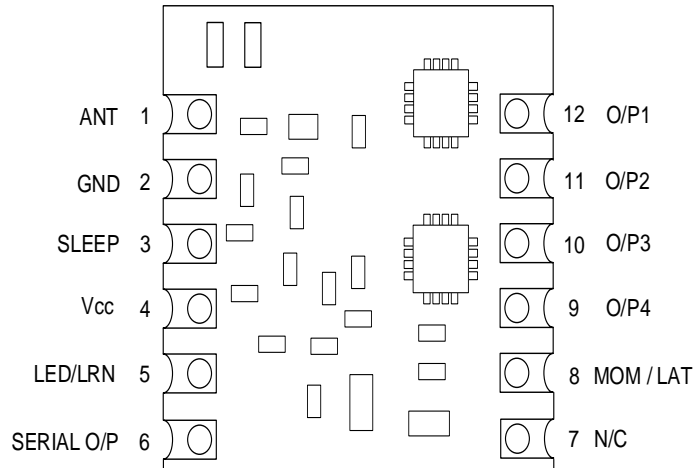 ANT 1
GND 2
SLEEP 3
Vcc 4
LED/LRN 5
SERIAL O/P 6
12 O/P1
11 O/P2
10 O/P3
9 O/P4
8 MOM / LAT
7 N/C